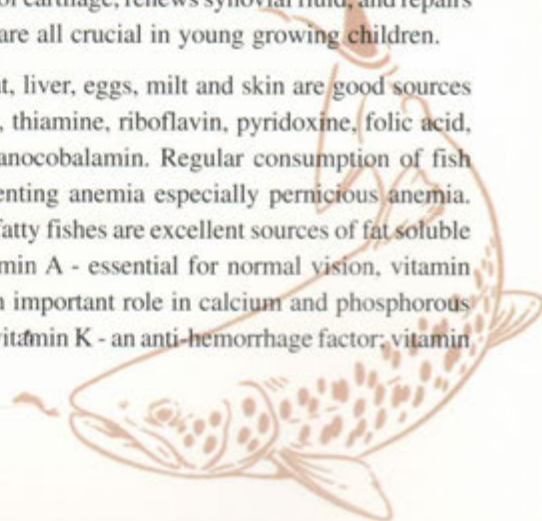 of cartilage, renews synovial fluid, and repairs
are all crucial in young growing children.
t, liver, eggs, milt and skin are good sources
, thiamine, riboflavin, pyridoxine, folic acid,
anocobalamin. Regular consumption of fish
enting anemia especially pernicious anemia.
fatty fishes are excellent sources of fat soluble
min A - essential for normal vision, vitamin
n important role in calcium and phosphorous
vitamin K - an anti-hemorrhage factor; vitamin